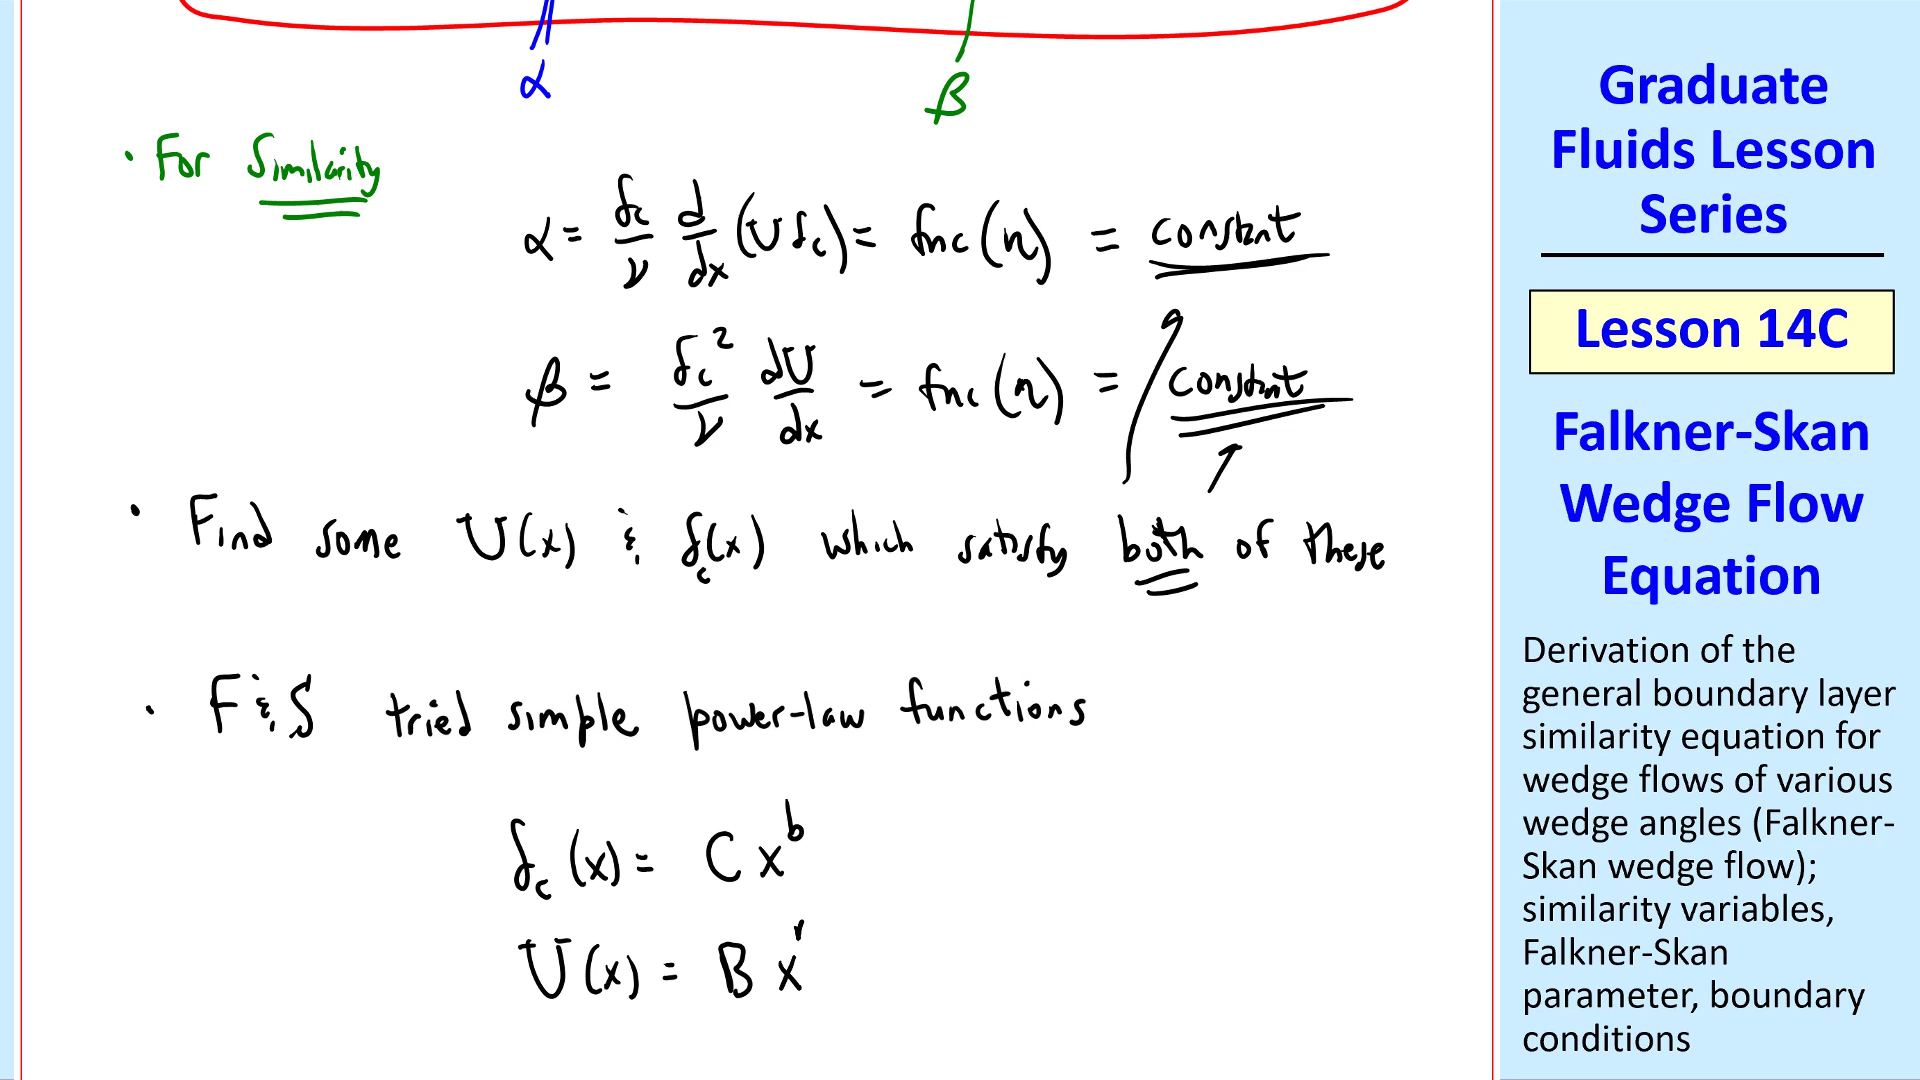 α
β
• For Similarity
α = δc/ν d/dx (U δc) = fnc(η) = constant
β = δc²/ν dU/dx = fnc(η) = constant
• Find some U(x) & δc(x) which satisfy both of these
• F & S tried simple power-law functions
δc(x) = C x^b
U(x) = B x^r
Graduate
Fluids Lesson
Series
Lesson 14C
Falkner-Skan
Wedge Flow
Equation
Derivation of the
general boundary layer
similarity equation for
wedge flows of various
wedge angles (Falkner-
Skan wedge flow);
similarity variables,
Falkner-Skan
parameter, boundary
conditions